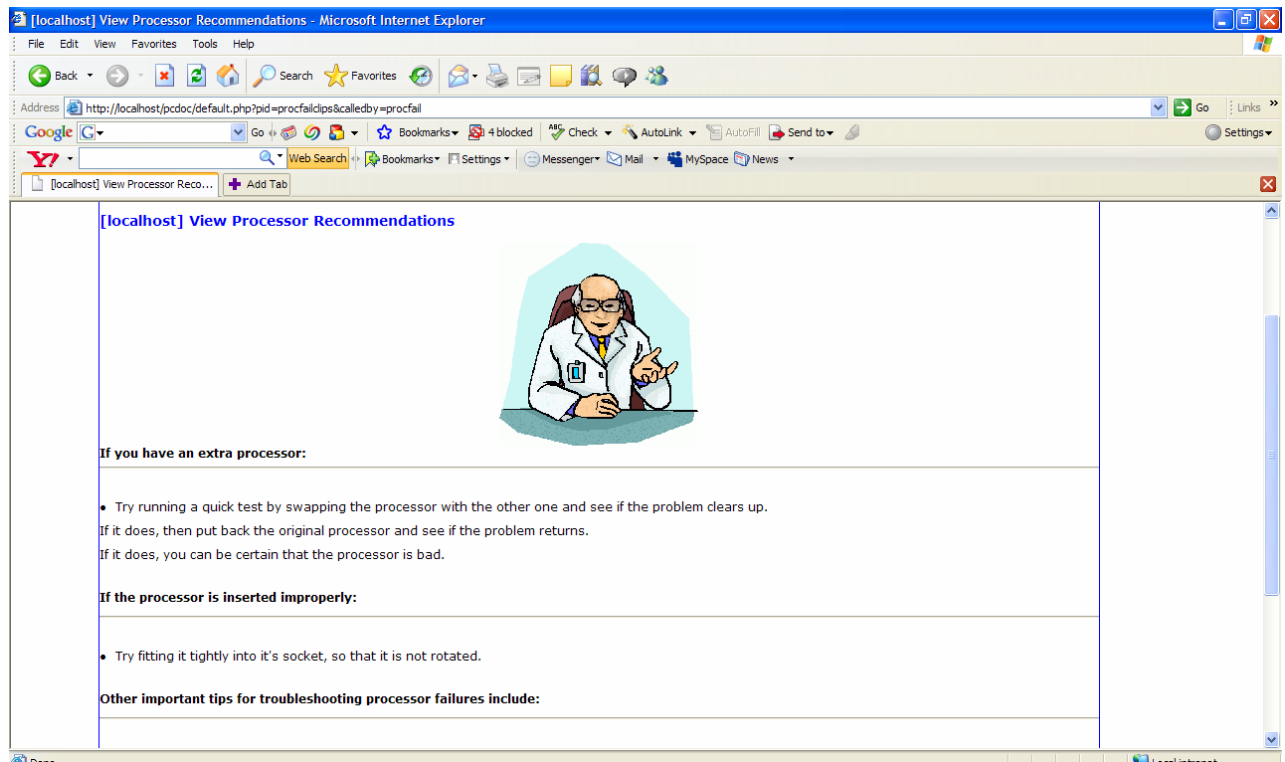 [localhost] View Processor Recommendations - Microsoft Internet Explorer
File Edit View Favorites Tools Help
Back Search Favorites
Address http://localhost/pcdoc/default.php?pid=procfailclips&calledby=procfail Go Links »
Google G Go Bookmarks 4 blocked ABC Check AutoLink AutoFill Send to Settings
Y! Web Search Bookmarks Settings Messenger Mail MySpace News
[localhost] View Processor Reco... Add Tab
[localhost] View Processor Recommendations
If you have an extra processor:
• Try running a quick test by swapping the processor with the other one and see if the problem clears up.
If it does, then put back the original processor and see if the problem returns.
If it does, you can be certain that the processor is bad.
If the processor is inserted improperly:
• Try fitting it tightly into it's socket, so that it is not rotated.
Other important tips for troubleshooting processor failures include:
Done Local intranet